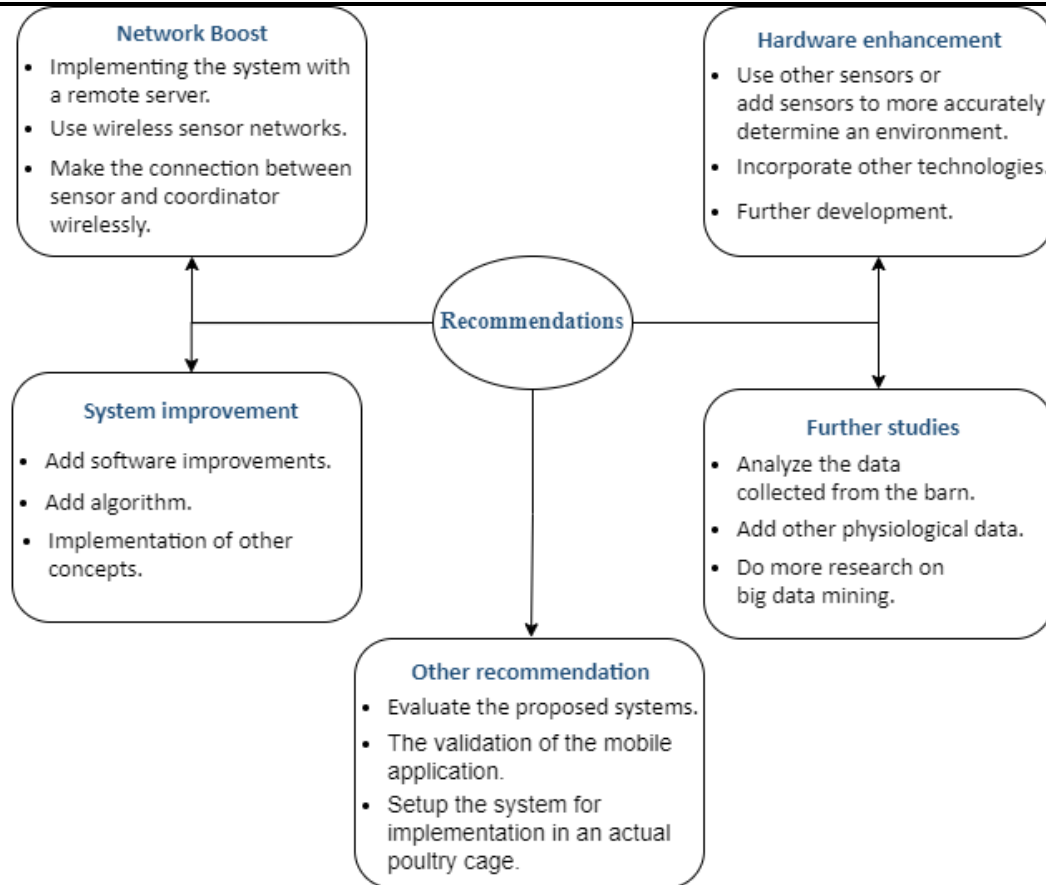 Network Boost
• Implementing the system with
a remote server.
• Use wireless sensor networks.
• Make the connection between
sensor and coordinator
wirelessly.
Hardware enhancement
• Use other sensors or
add sensors to more accurately
determine an environment.
• Incorporate other technologies.
• Further development.
Recommendations
System improvement
• Add software improvements.
• Add algorithm.
• Implementation of other
concepts.
Further studies
• Analyze the data
collected from the barn.
• Add other physiological data.
• Do more research on
big data mining.
Other recommendation
• Evaluate the proposed systems.
• The validation of the mobile
application.
• Setup the system for
implementation in an actual
poultry cage.